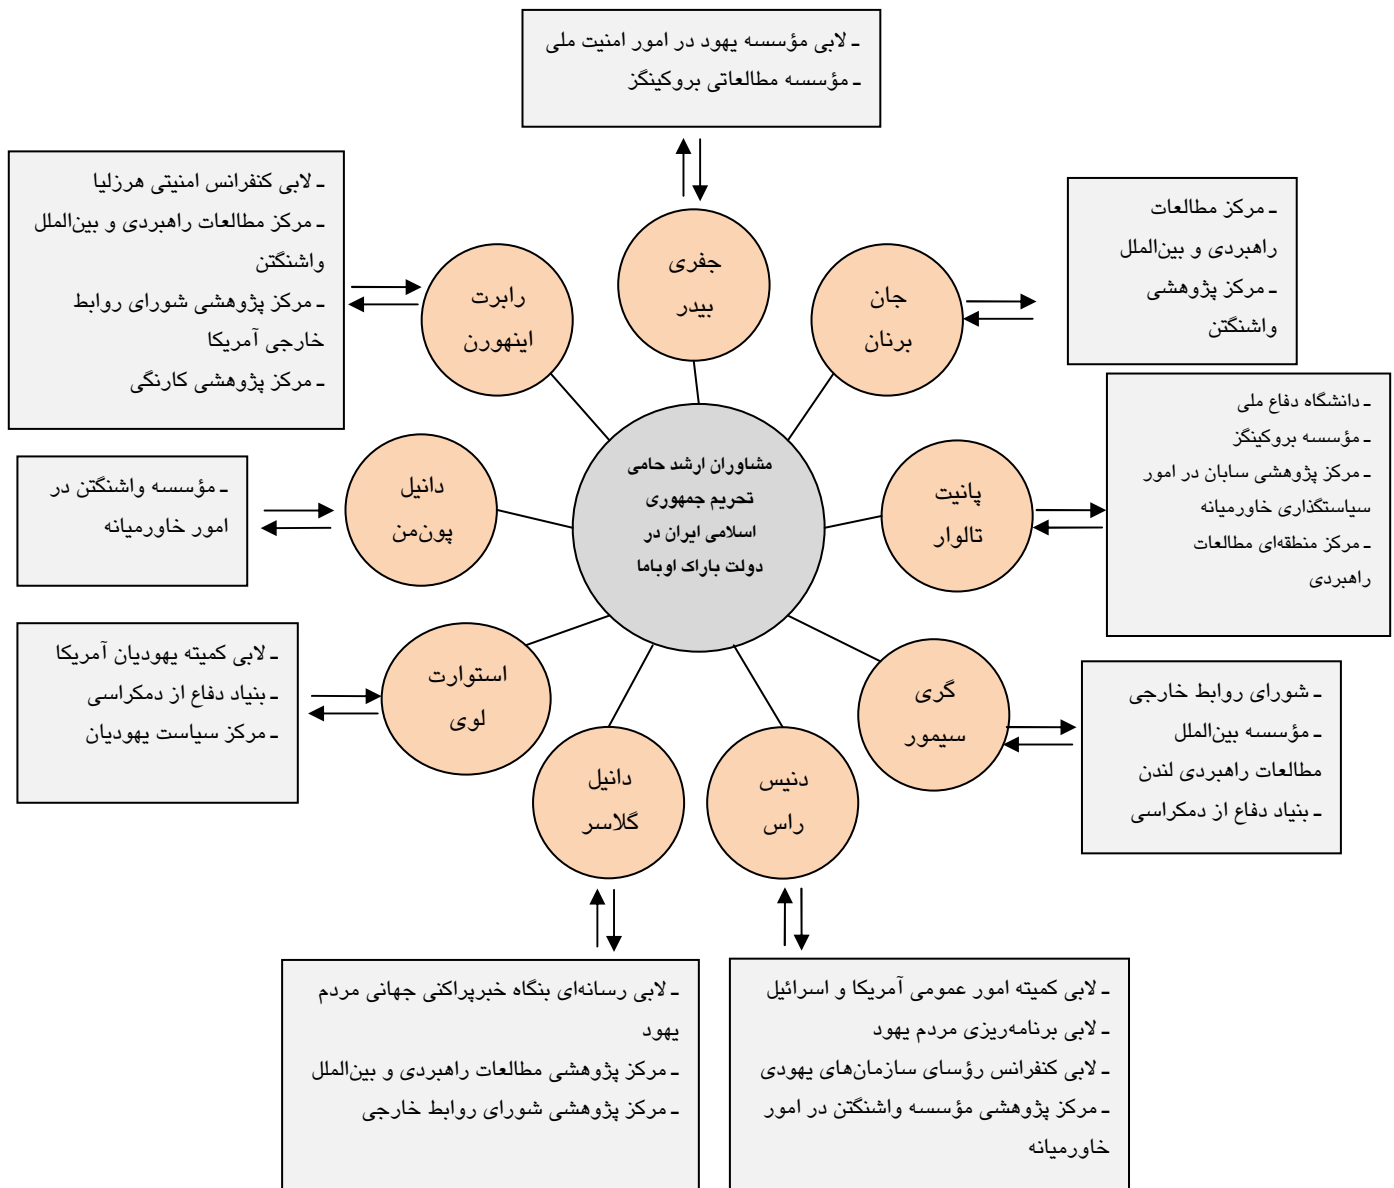 ـ لابی مؤسسه یهود در امور امنیت ملی
ـ مؤسسه مطالعاتی بروکینگز
ـ لابی کنفرانس امنیتی هرزلیا
ـ مرکز مطالعات راهبردی و بین‌الملل
واشنگتن
ـ مرکز پژوهشی شورای روابط
خارجی آمریکا
ـ مرکز پژوهشی کارنگی
ـ مرکز مطالعات
راهبردی و بین‌الملل
ـ مرکز پژوهشی
واشنگتن
جفری
بیدر
رابرت
اینهورن
جان
برنان
ـ دانشگاه دفاع ملی
ـ مؤسسه بروکینگز
ـ مرکز پژوهشی سابان در امور
سیاستگذاری خاورمیانه
ـ مرکز منطقه‌ای مطالعات
راهبردی
مشاوران ارشد حامی
تحریم جمهوری
اسلامی ایران در
دولت باراک اوباما
پانیت
تالوار
دانیل
پون‌من
ـ مؤسسه واشنگتن در
امور خاورمیانه
ـ لابی کمیته یهودیان آمریکا
ـ بنیاد دفاع از دمکراسی
ـ مرکز سیاست یهودیان
استوارت
لوی
گری
سیمور
ـ شورای روابط خارجی
ـ مؤسسه بین‌الملل
مطالعات راهبردی لندن
ـ بنیاد دفاع از دمکراسی
دنیس
راس
دانیل
گلاسر
ـ لابی کمیته امور عمومی آمریکا و اسرائیل
ـ لابی برنامه‌ریزی مردم یهود
ـ لابی کنفرانس رؤسای سازمان‌های یهودی
ـ مرکز پژوهشی مؤسسه واشنگتن در امور
خاورمیانه
ـ لابی رسانه‌ای بنگاه خبرپراکنی جهانی مردم
یهود
ـ مرکز پژوهشی مطالعات راهبردی و بین‌الملل
ـ مرکز پژوهشی شورای روابط خارجی